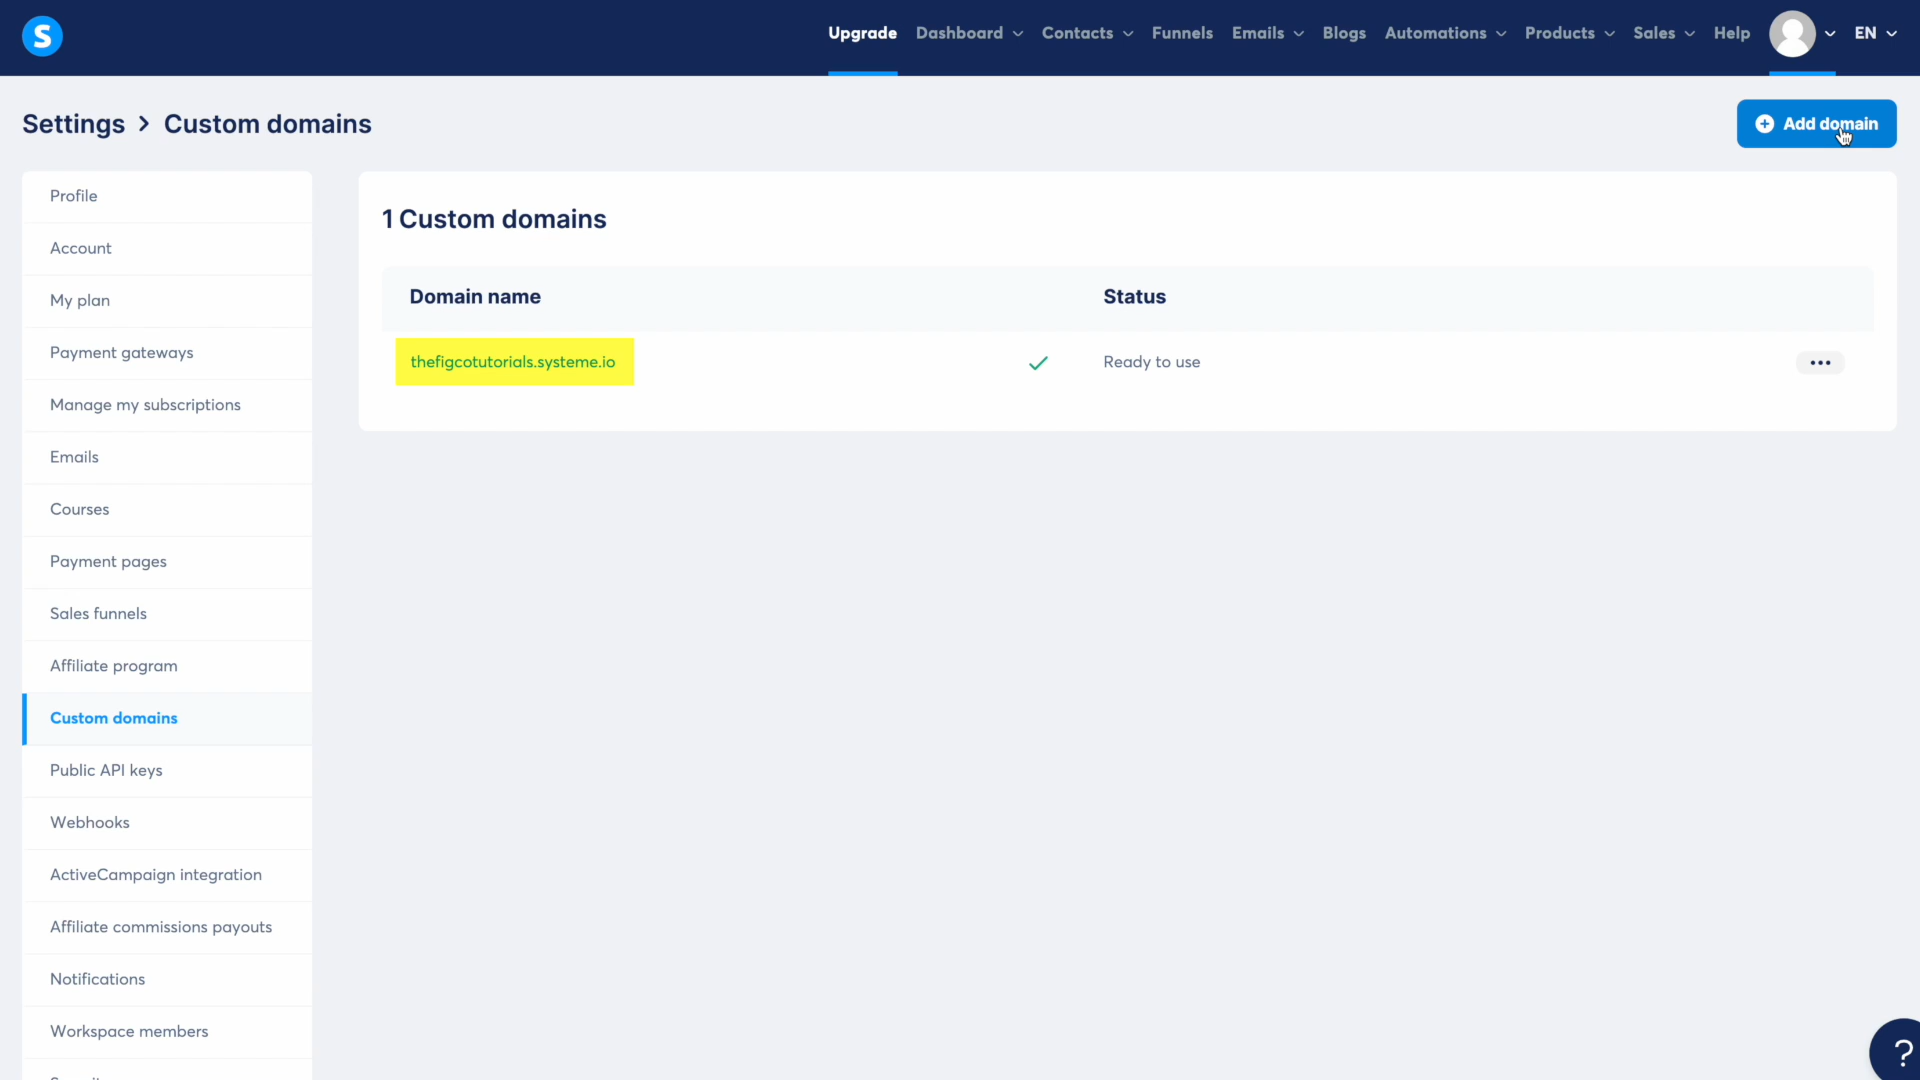 S
Upgrade Dashboard Contacts Funnels Emails Blogs Automations Products Sales Help EN
Settings > Custom domains
Add domain
Profile
Account
My plan
Payment gateways
Manage my subscriptions
Emails
Courses
Payment pages
Sales funnels
Affiliate program
Custom domains
Public API keys
Webhooks
ActiveCampaign integration
Affiliate commissions payouts
Notifications
Workspace members
1 Custom domains
Domain name Status
thefigcotutorials.systeme.io Ready to use
?